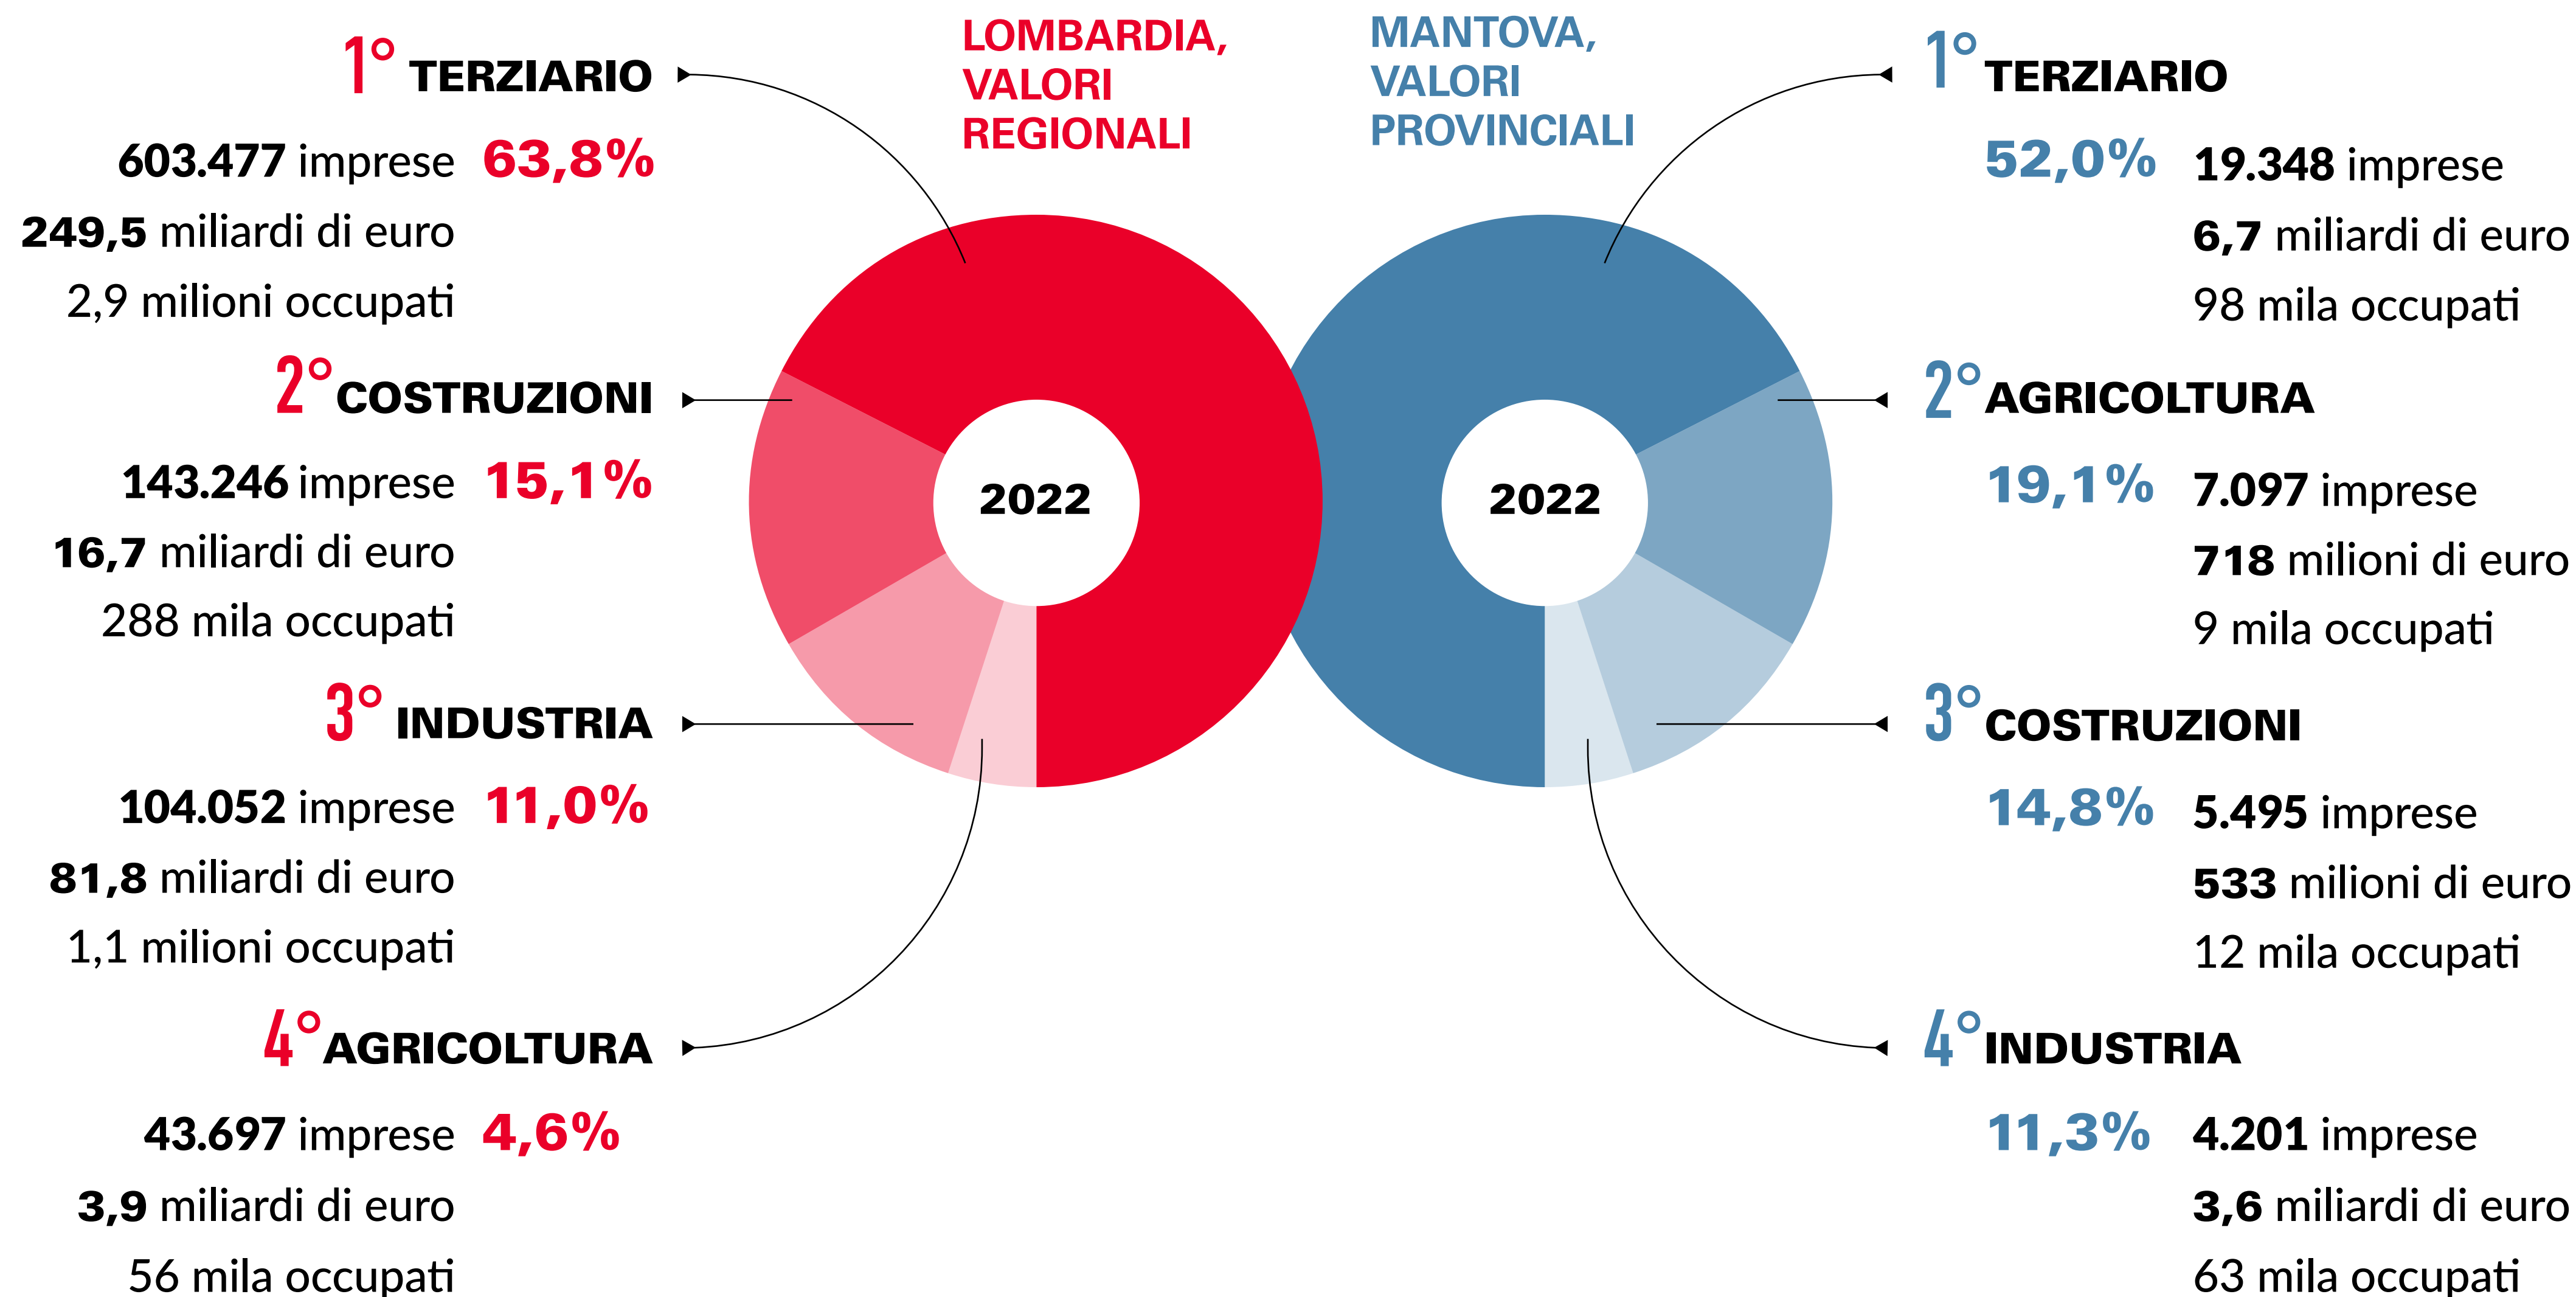 LOMBARDIA,
VALORI
REGIONALI
1° TERZIARIO
603.477 imprese 63,8%
249,5 miliardi di euro
2,9 milioni occupati
2° COSTRUZIONI
143.246 imprese 15,1%
16,7 miliardi di euro
288 mila occupati
3° INDUSTRIA
104.052 imprese 11,0%
81,8 miliardi di euro
1,1 milioni occupati
4° AGRICOLTURA
43.697 imprese 4,6%
3,9 miliardi di euro
56 mila occupati
2022
MANTOVA,
VALORI
PROVINCIALI
2022
1° TERZIARIO
52,0% 19.348 imprese
6,7 miliardi di euro
98 mila occupati
2° AGRICOLTURA
19,1% 7.097 imprese
718 milioni di euro
9 mila occupati
3° COSTRUZIONI
14,8% 5.495 imprese
533 milioni di euro
12 mila occupati
4° INDUSTRIA
11,3% 4.201 imprese
3,6 miliardi di euro
63 mila occupati